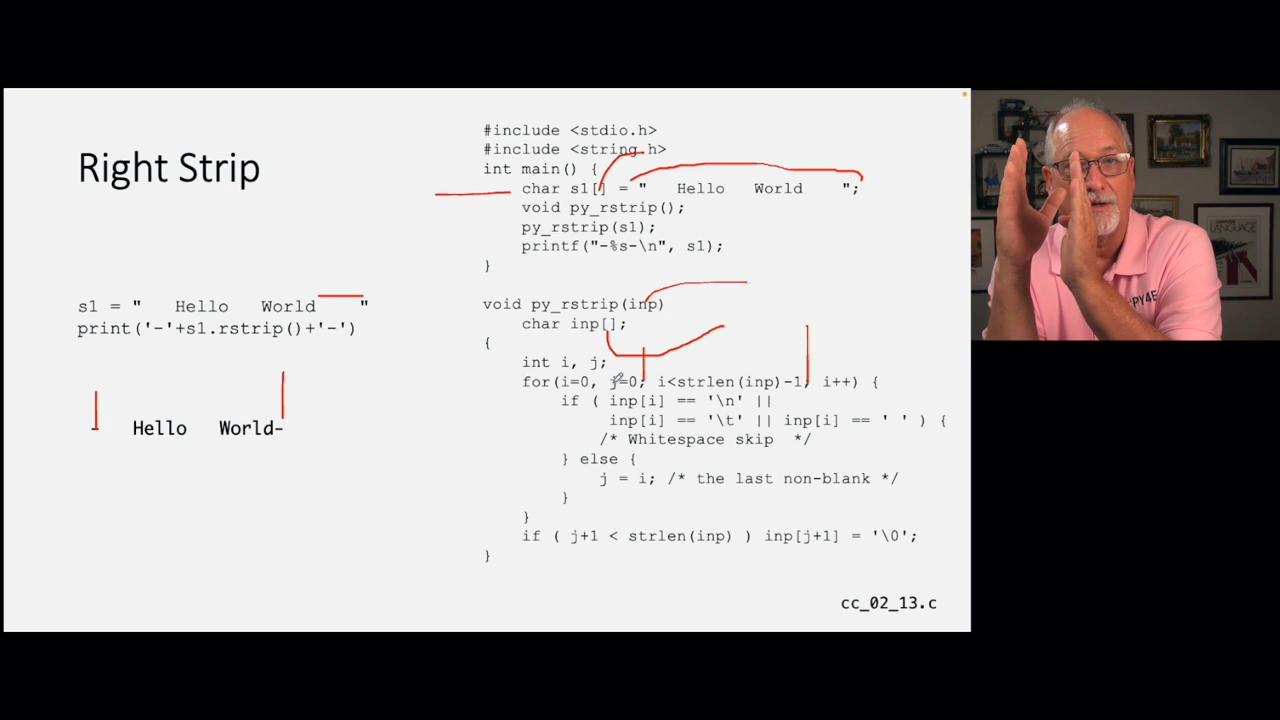 Right Strip
s1 = "   Hello   World    "
print('-'+s1.rstrip()+'-')
-   Hello   World-
#include <stdio.h>
#include <string.h>
int main() {
    char s1[] = "   Hello   World    ";
    void py_rstrip();
    py_rstrip(s1);
    printf("-%s-\n", s1);
}
void py_rstrip(inp)
    char inp[];
{
    int i, j;
    for(i=0, j=0; i<strlen(inp)-1; i++) {
        if ( inp[i] == '\n' ||
             inp[i] == '\t' || inp[i] == ' ' ) {
            /* Whitespace skip  */
        } else {
            j = i; /* the last non-blank */
        }
    }
    if ( j+1 < strlen(inp) ) inp[j+1] = '\0';
}
cc_02_13.c
PY4E
LANGUAGE